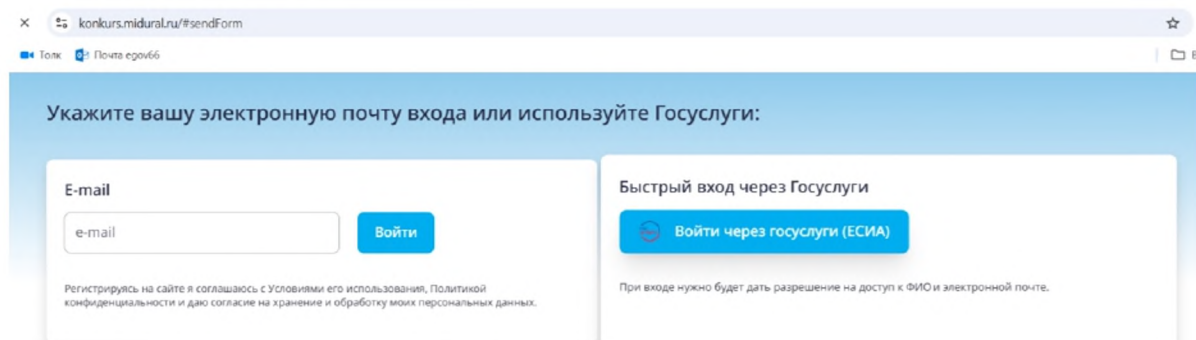 konkurs.midural.ru/#sendForm
Толк Почта egov66
Укажите вашу электронную почту входа или используйте Госуслуги:
E-mail
e-mail
Войти
Регистрируясь на сайте я соглашаюсь с Условиями его использования, Политикой
конфиденциальности и даю согласие на хранение и обработку моих персональных данных.
Быстрый вход через Госуслуги
Войти через госуслуги (ЕСИА)
При входе нужно будет дать разрешение на доступ к ФИО и электронной почте.